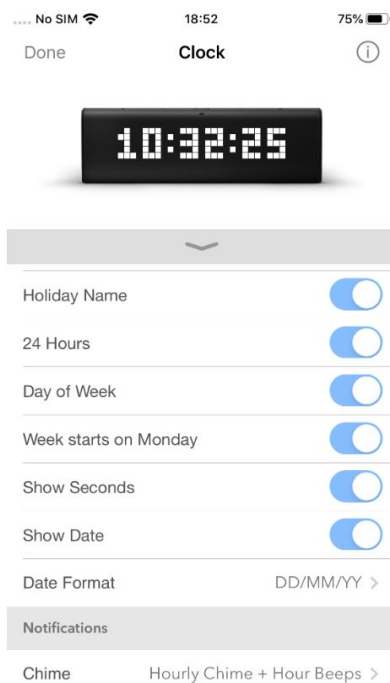 No SIM 18:52 75%
Done Clock
10:32:25
Holiday Name
24 Hours
Day of Week
Week starts on Monday
Show Seconds
Show Date
Date Format DD/MM/YY
Notifications
Chime Hourly Chime + Hour Beeps